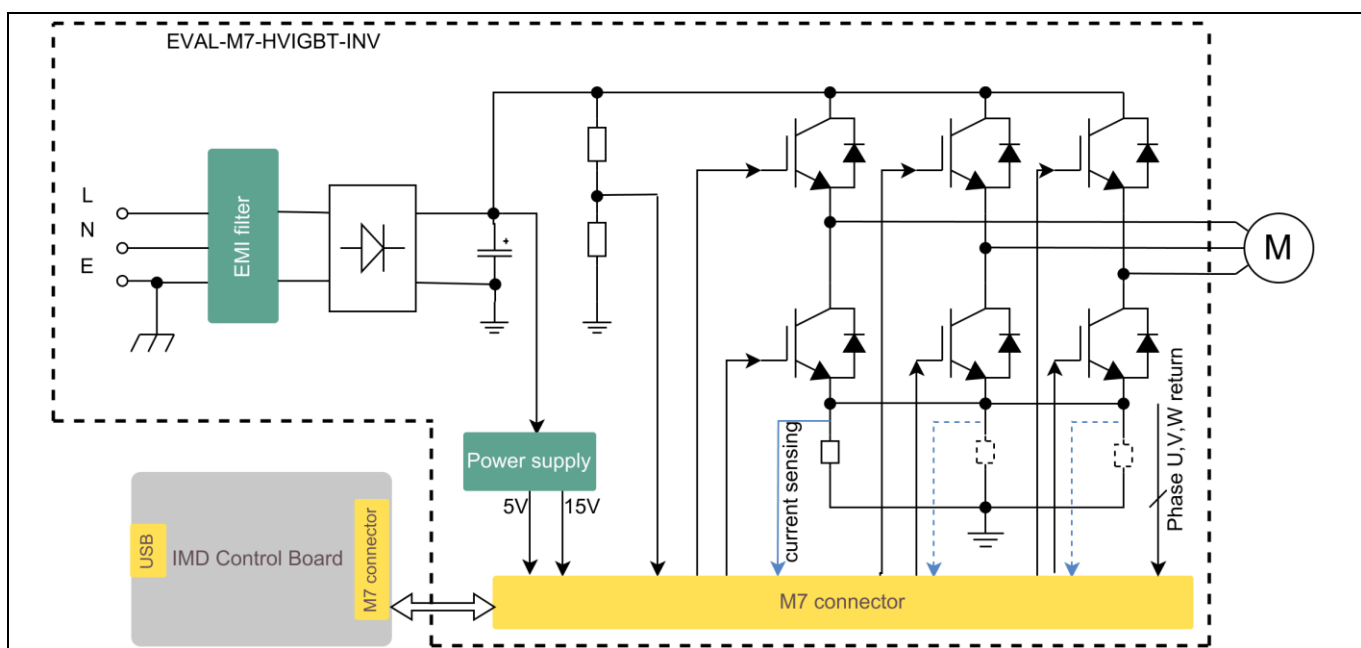 EVAL-M7-HVIGBT-INV
L
N
E
EMI filter
+
M
Power supply
5V
15V
current sensing
Phase U,V,W return
USB
IMD Control Board
M7 connector
M7 connector